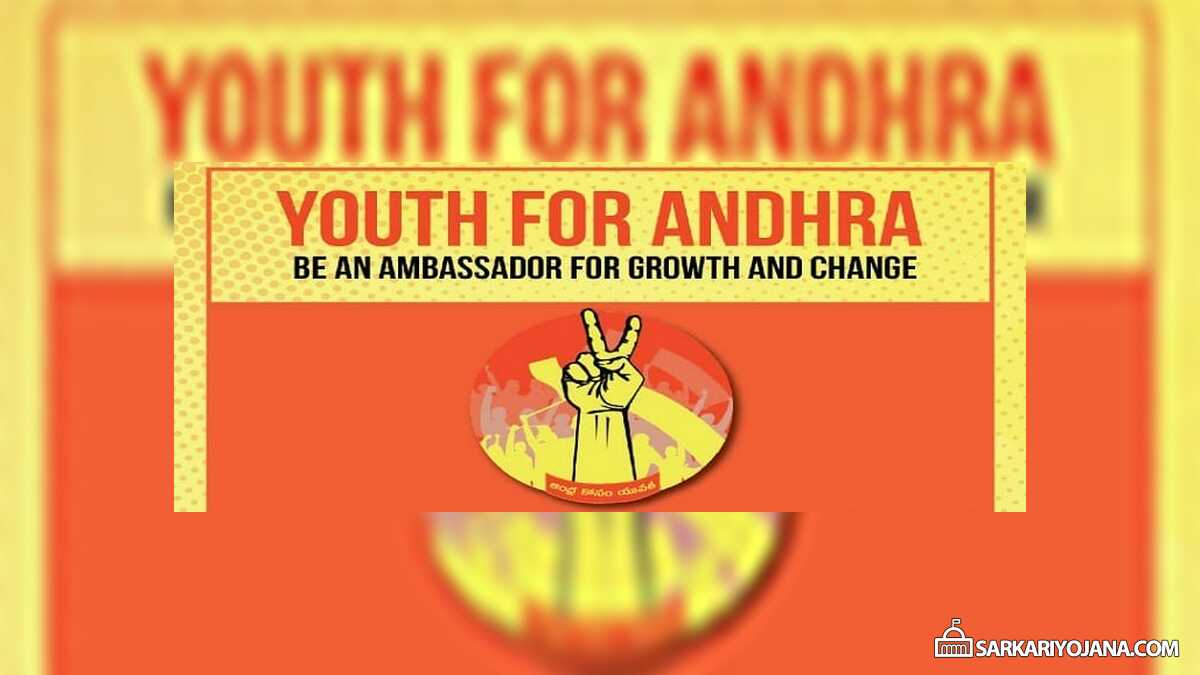 YOUTH FOR ANDHRA
YOUTH FOR ANDHRA
BE AN AMBASSADOR FOR GROWTH AND CHANGE
ఆంధ్ర కోసం యువత
SARKARIYOJANA.COM